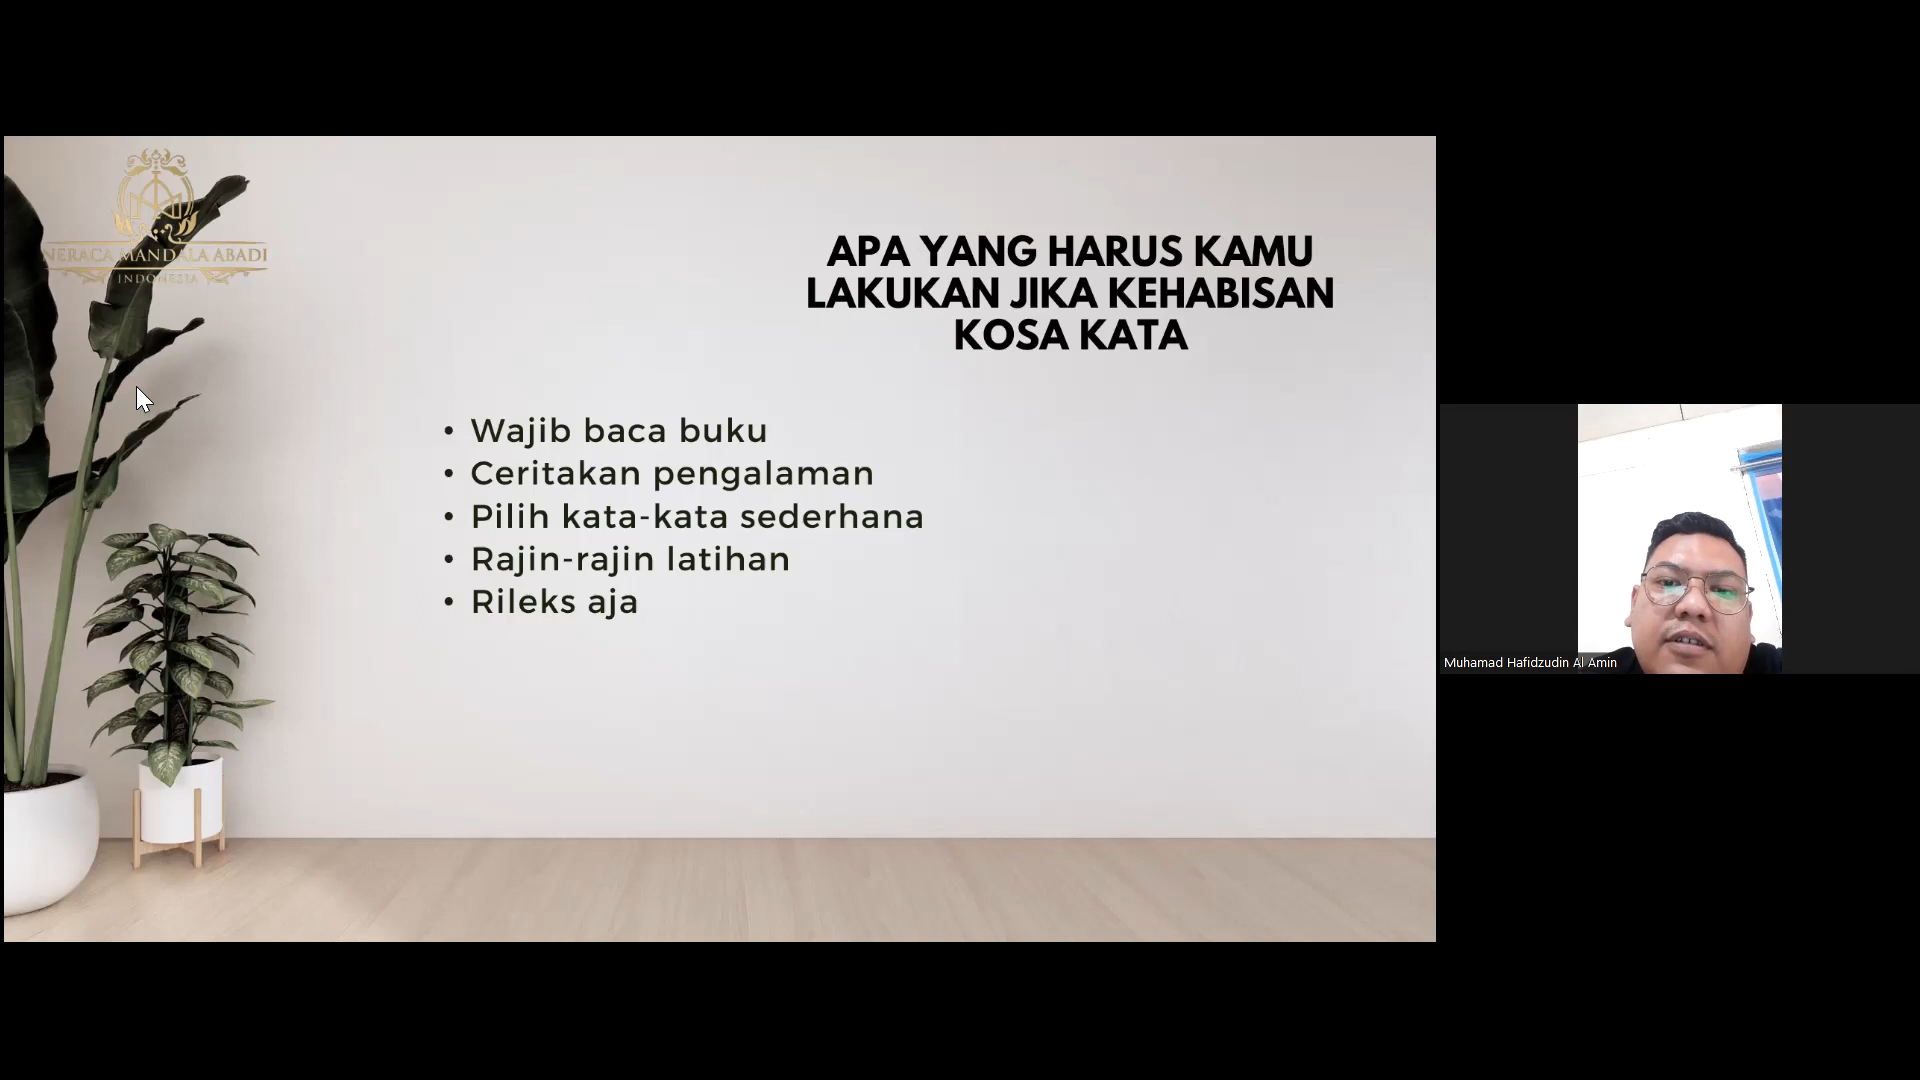 NERACA MANDALA ABADI
INDONESIA
APA YANG HARUS KAMU
LAKUKAN JIKA KEHABISAN
KOSA KATA
• Wajib baca buku
• Ceritakan pengalaman
• Pilih kata-kata sederhana
• Rajin-rajin latihan
• Rileks aja
Muhamad Hafidzudin Al Amin